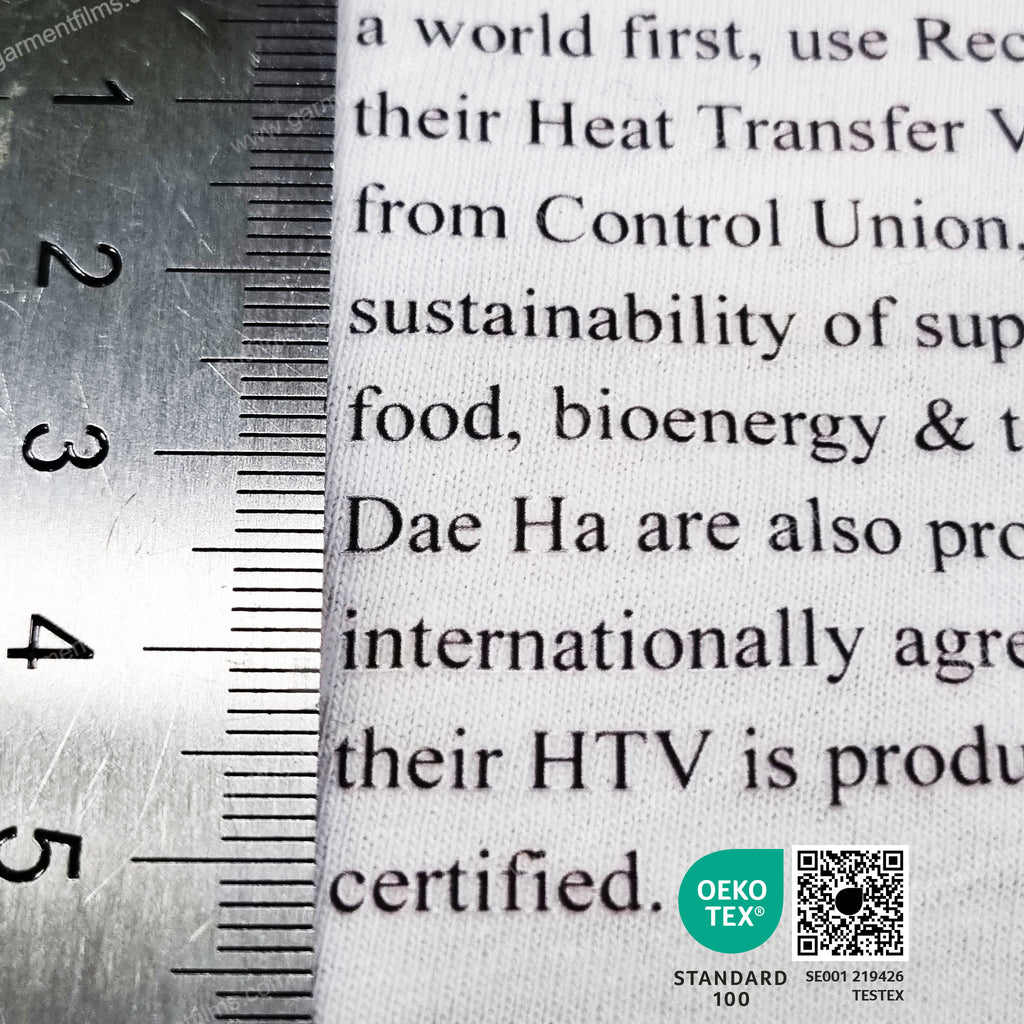 garmentfilms.co
1
2
3
4
5
a world first, use Rec
their Heat Transfer V
from Control Union,
sustainability of sup
food, bioenergy & t
Dae Ha are also pro
internationally agre
their HTV is produ
certified.
OEKO
TEX®
STANDARD
100
SE001 219426
TESTEX